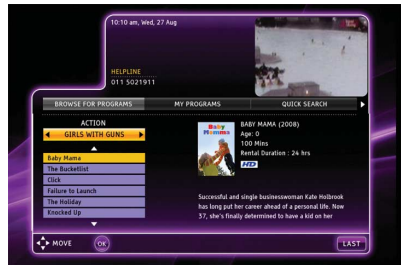 10:10 am, Wed, 27 Aug
HELPLINE
011 5021911
BROWSE FOR PROGRAMS
MY PROGRAMS
QUICK SEARCH
ACTION
GIRLS WITH GUNS
Baby Mama
The Bucketlist
Click
Failure to Launch
The Holiday
Knocked Up
Baby
Mamma
BABY MAMA (2008)
Age: 0
100 Mins
Rental Duration : 24 hrs
HD
Successful and single businesswoman Kate Holbrook
has long put her career ahead of a personal life. Now
37, she's finally determined to have a kid on her
MOVE
OK
LAST